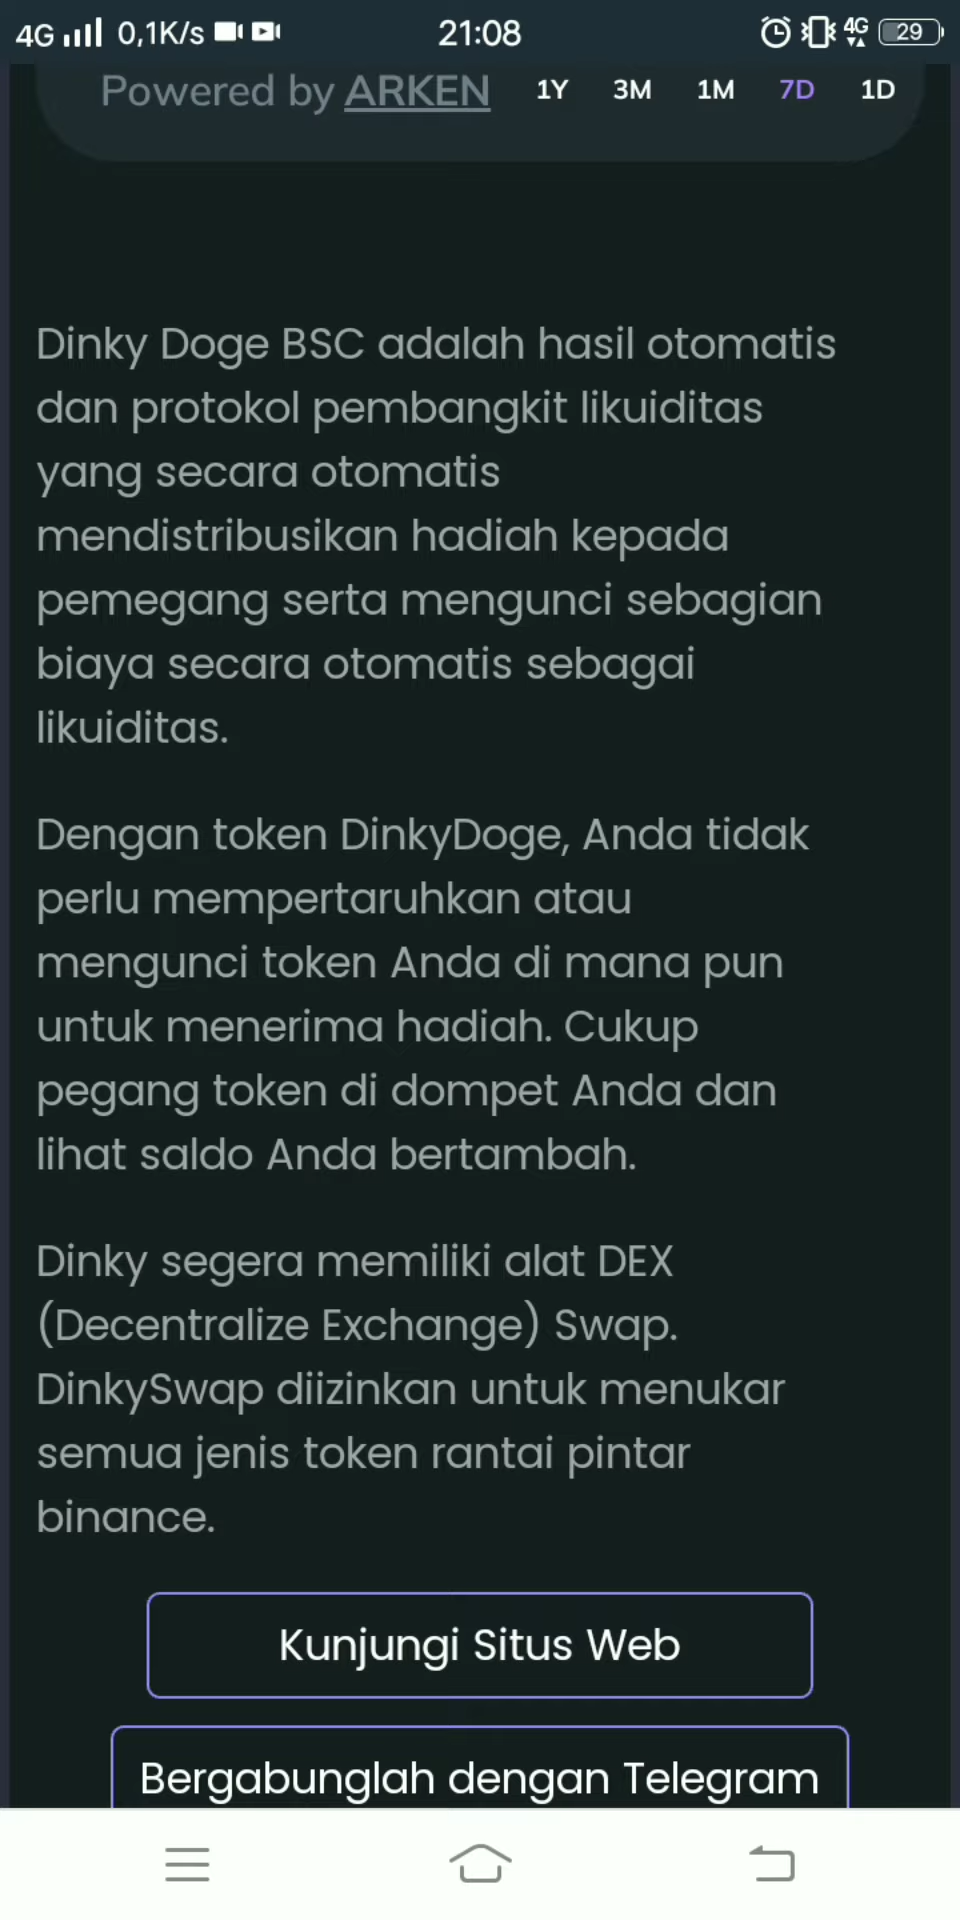 4G 0,1K/s 21:08 4G 29
Powered by ARKEN 1Y 3M 1M 7D 1D
Dinky Doge BSC adalah hasil otomatis
dan protokol pembangkit likuiditas
yang secara otomatis
mendistribusikan hadiah kepada
pemegang serta mengunci sebagian
biaya secara otomatis sebagai
likuiditas.
Dengan token DinkyDoge, Anda tidak
perlu mempertaruhkan atau
mengunci token Anda di mana pun
untuk menerima hadiah. Cukup
pegang token di dompet Anda dan
lihat saldo Anda bertambah.
Dinky segera memiliki alat DEX
(Decentralize Exchange) Swap.
DinkySwap diizinkan untuk menukar
semua jenis token rantai pintar
binance.
Kunjungi Situs Web
Bergabunglah dengan Telegram